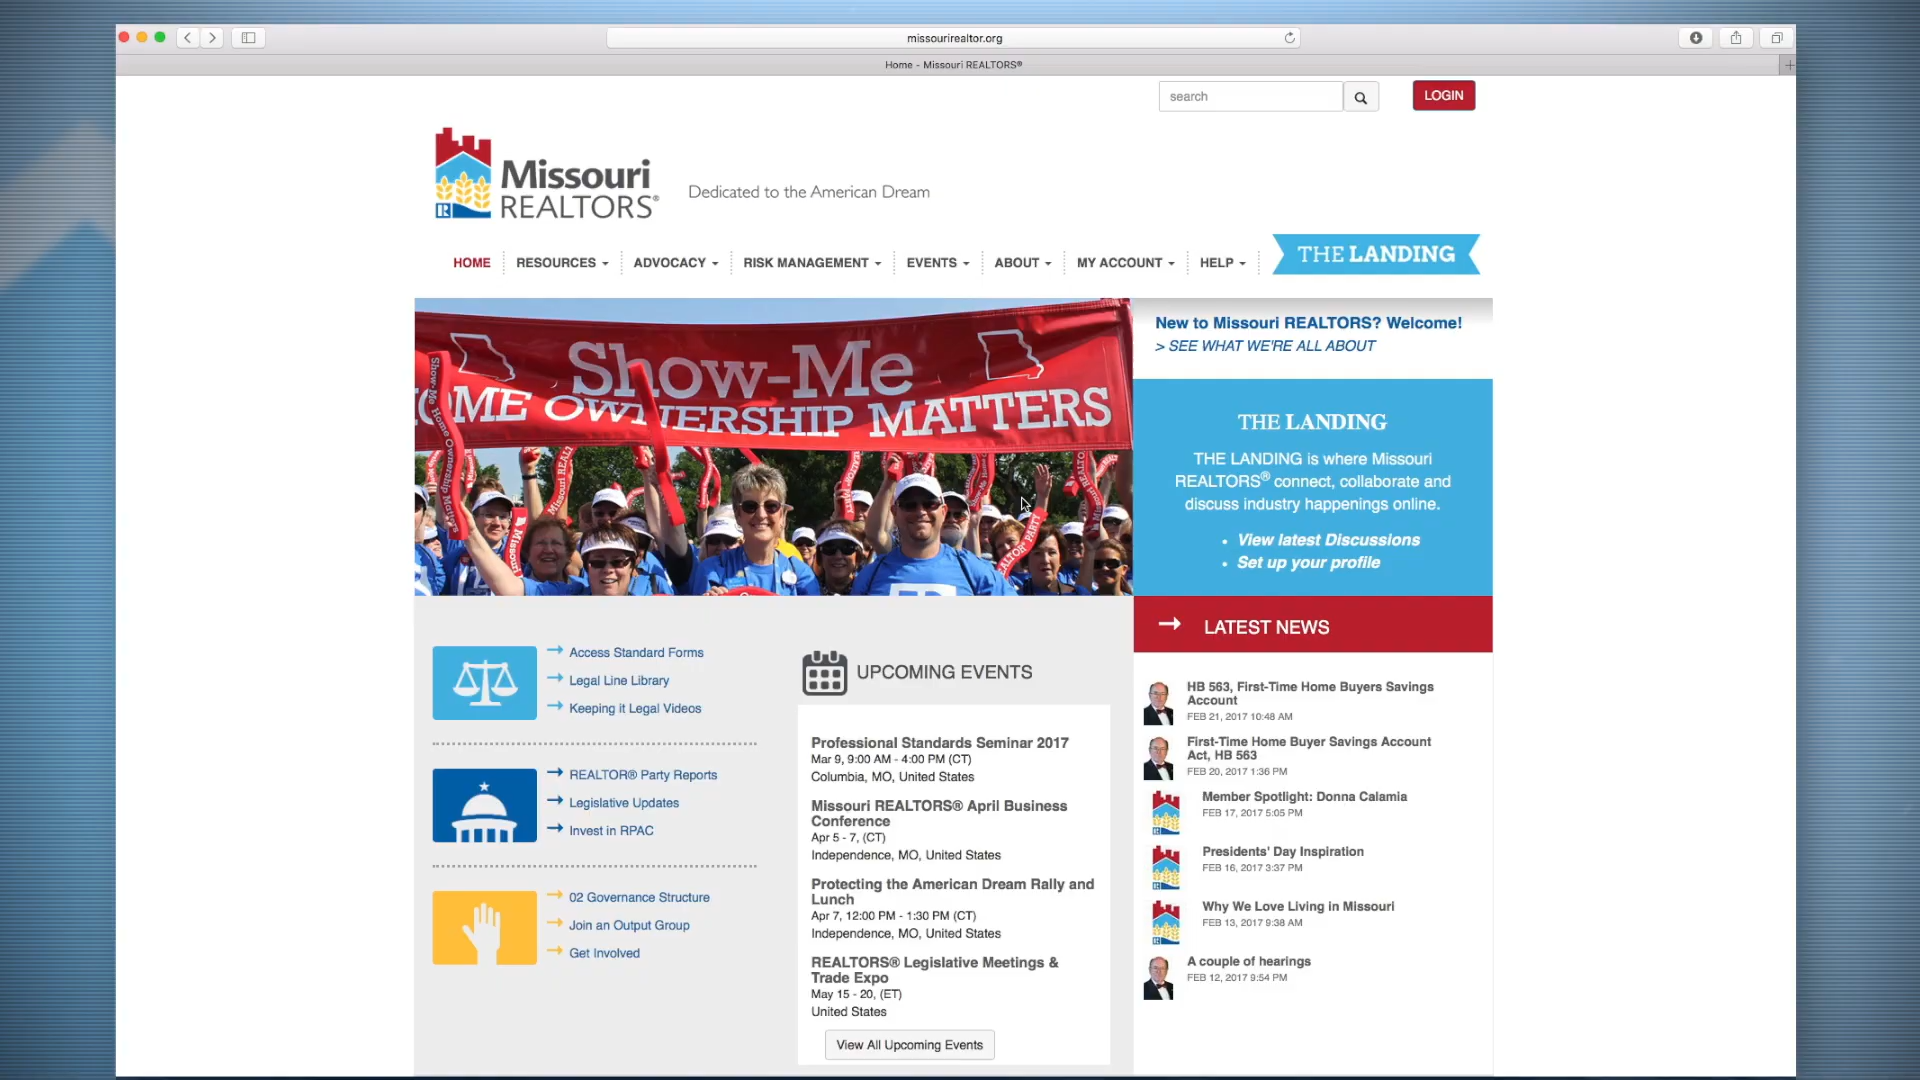 missourirealtor.org
Home - Missouri REALTORS®
search
LOGIN
Missouri
REALTORS®
Dedicated to the American Dream
HOME
RESOURCES
ADVOCACY
RISK MANAGEMENT
EVENTS
ABOUT
MY ACCOUNT
HELP
THE LANDING
Show-Me
OME OWNERSHIP MATTERS
Show-Me Home Ownership Matters
New to Missouri REALTORS? Welcome!
> SEE WHAT WE'RE ALL ABOUT
THE LANDING
THE LANDING is where Missouri
REALTORS® connect, collaborate and
discuss industry happenings online.
• View latest Discussions
• Set up your profile
Access Standard Forms
Legal Line Library
Keeping it Legal Videos
REALTOR® Party Reports
Legislative Updates
Invest in RPAC
02 Governance Structure
Join an Output Group
Get Involved
UPCOMING EVENTS
Professional Standards Seminar 2017
Mar 9, 9:00 AM - 4:00 PM (CT)
Columbia, MO, United States
Missouri REALTORS® April Business
Conference
Apr 5 - 7, (CT)
Independence, MO, United States
Protecting the American Dream Rally and
Lunch
Apr 7, 12:00 PM - 1:30 PM (CT)
Independence, MO, United States
REALTORS® Legislative Meetings &
Trade Expo
May 15 - 20, (ET)
United States
View All Upcoming Events
LATEST NEWS
HB 563, First-Time Home Buyers Savings
Account
FEB 21, 2017 10:48 AM
First-Time Home Buyer Savings Account
Act, HB 563
FEB 20, 2017 1:36 PM
Member Spotlight: Donna Calamia
FEB 17, 2017 5:05 PM
Presidents' Day Inspiration
FEB 16, 2017 3:37 PM
Why We Love Living in Missouri
FEB 13, 2017 9:38 AM
A couple of hearings
FEB 12, 2017 9:54 PM